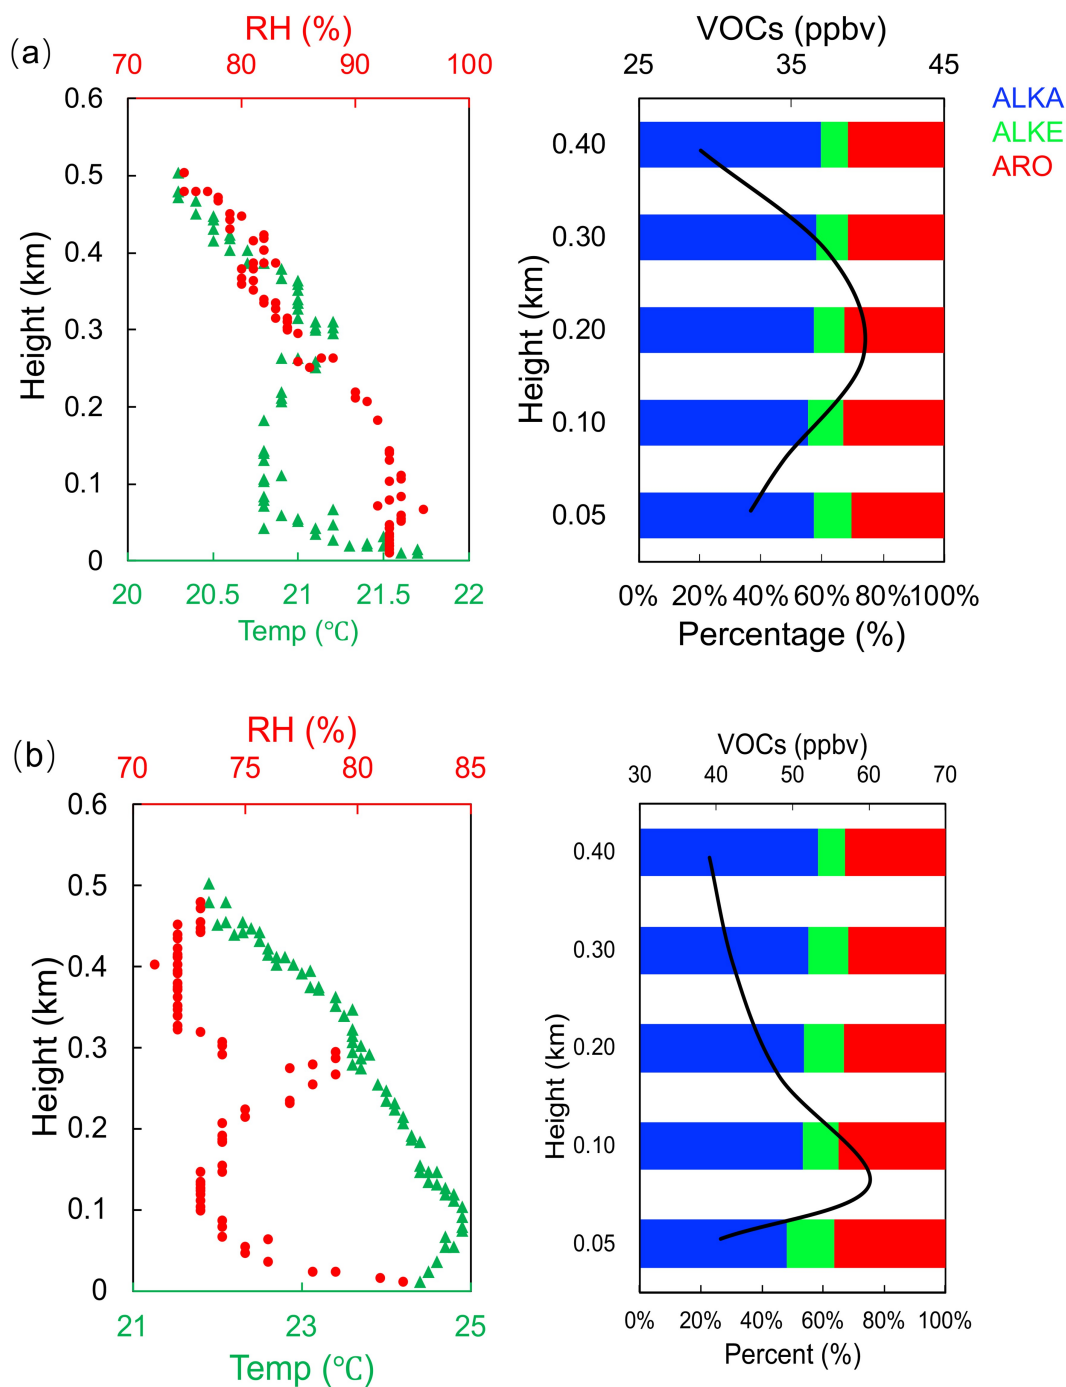 (a)
RH (%)
70 80 90 100
0.6
0.5
0.4
0.3
0.2
0.1
0
Height (km)
20 20.5 21 21.5 22
Temp (℃)
VOCs (ppbv)
25 35 45
ALKA
ALKE
ARO
0.40
0.30
0.20
0.10
0.05
Height (km)
0% 20% 40% 60% 80% 100%
Percentage (%)
(b)
RH (%)
70 75 80 85
0.6
0.5
0.4
0.3
0.2
0.1
0
Height (km)
21 23 25
Temp (℃)
VOCs (ppbv)
30 40 50 60 70
0.40
0.30
0.20
0.10
0.05
Height (km)
0% 20% 40% 60% 80% 100%
Percent (%)